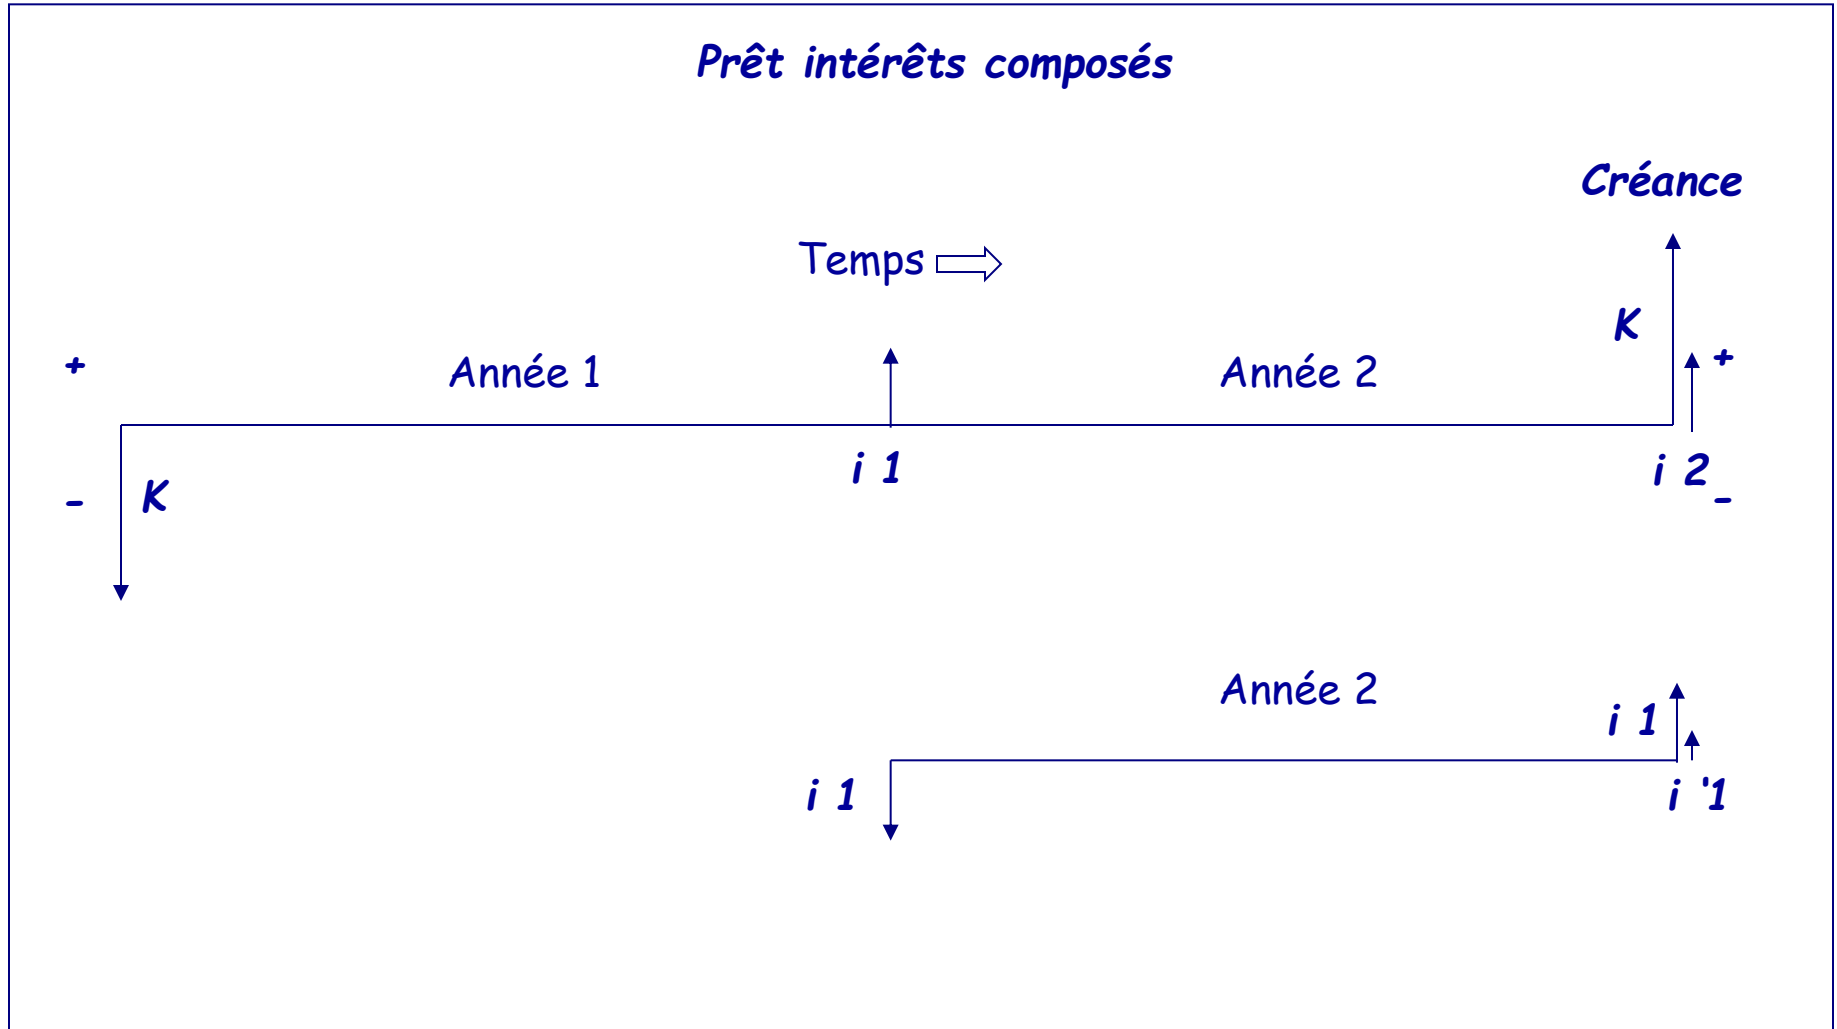 Prêt intérêts composés
Créance
Temps
K
+ Année 1 Année 2 +
i 1 i 2
- K -
Année 2
i 1
i 1 i '1